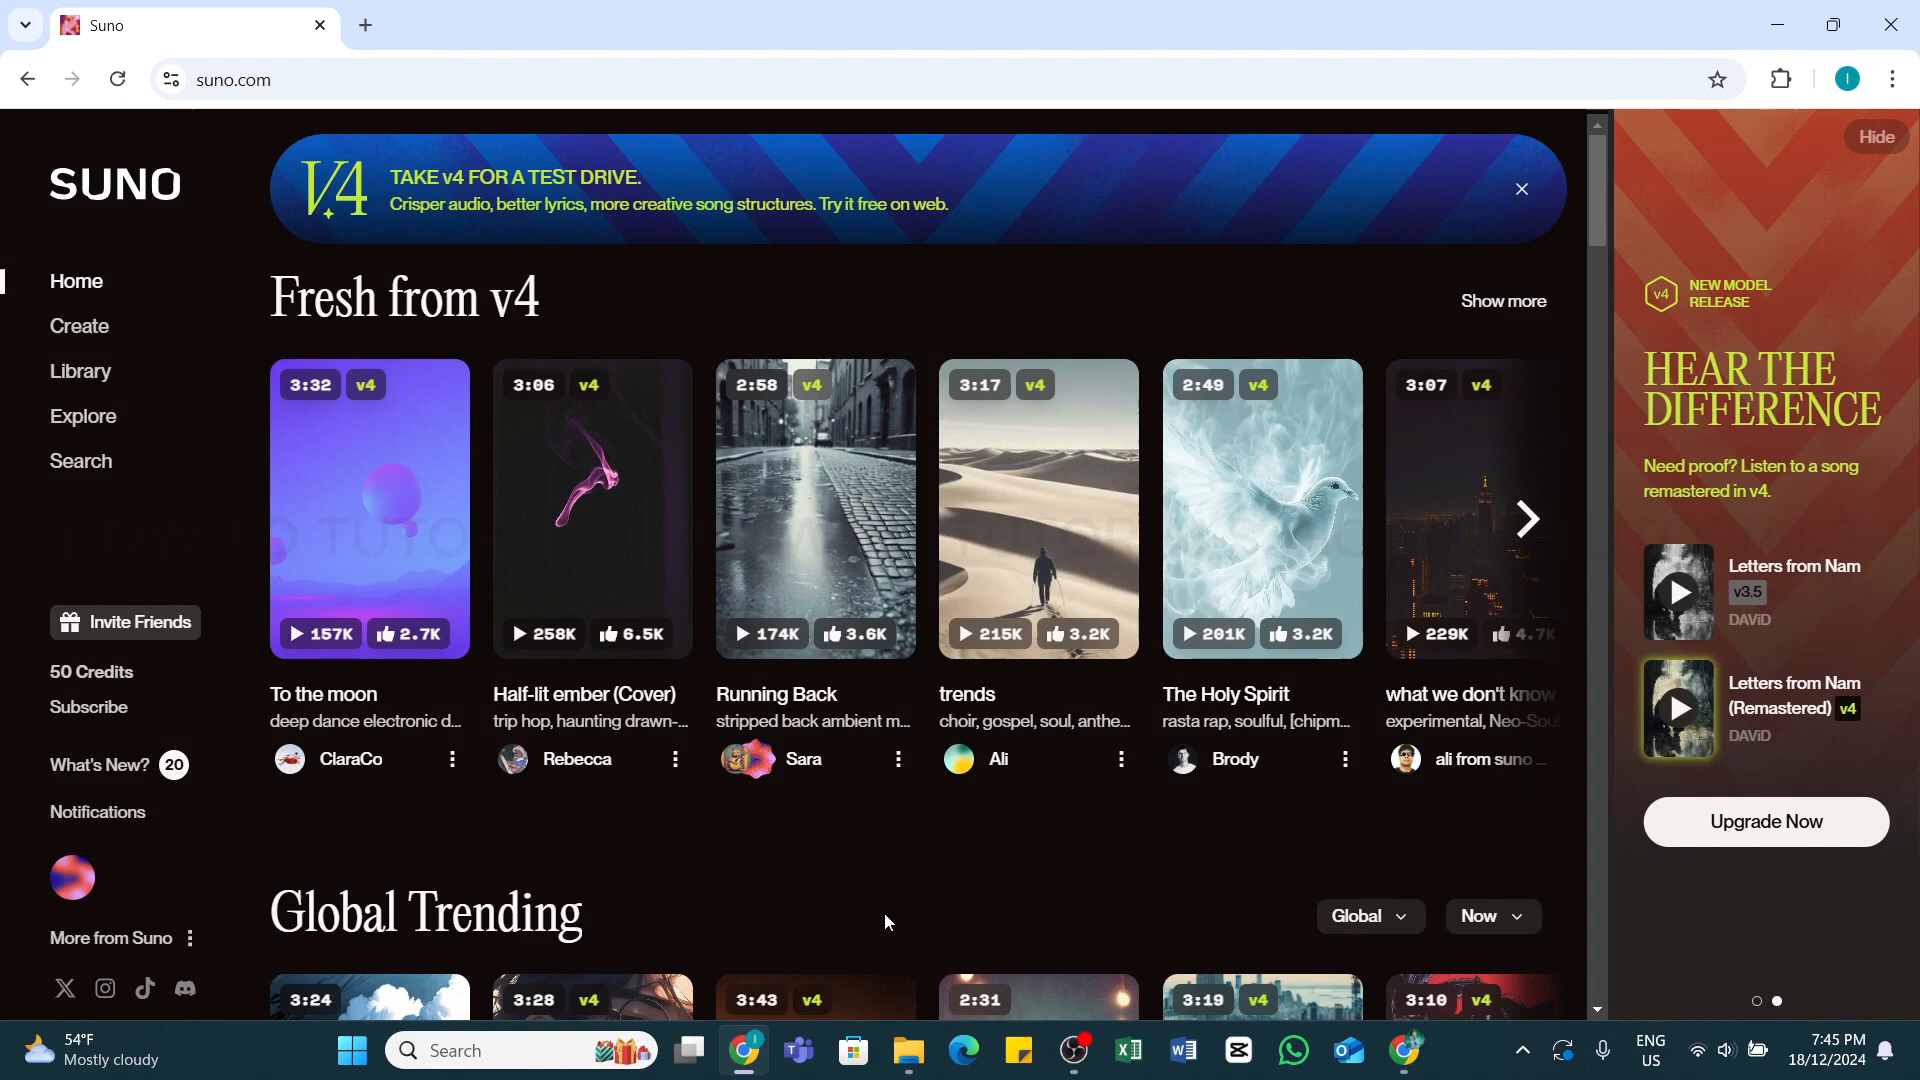 Suno
suno.com
SUNO
Home
Create
Library
Explore
Search
Invite Friends
50 Credits
Subscribe
What's New? 20
Notifications
More from Suno
V4
TAKE v4 FOR A TEST DRIVE.
Crisper audio, better lyrics, more creative song structures. Try it free on web.
Fresh from v4
Show more
3:32 v4
157K 2.7K
To the moon
deep dance electronic d...
ClaraCo
3:06 v4
258K 6.5K
Half-lit ember (Cover)
trip hop, haunting drawn-...
Rebecca
2:58 v4
174K 3.6K
Running Back
stripped back ambient m...
Sara
3:17 v4
215K 3.2K
trends
choir, gospel, soul, anthe...
Ali
2:49 v4
201K 3.2K
The Holy Spirit
rasta rap, soulful, [chipm...
Brody
3:07 v4
229K 4.7K
what we don't know
experimental, Neo-Soul
ali from suno ...
HOW TO TUTOR
Global Trending
Global
Now
3:24
3:28 v4
3:43 v4
2:31
3:19 v4
3:10 v4
Hide
v4
NEW MODEL
RELEASE
HEAR THE
DIFFERENCE
Need proof? Listen to a song
remastered in v4.
Letters from Nam
v3.5
DAViD
Letters from Nam
(Remastered) v4
DAViD
Upgrade Now
54°F
Mostly cloudy
Search
ENG
US
7:45 PM
18/12/2024